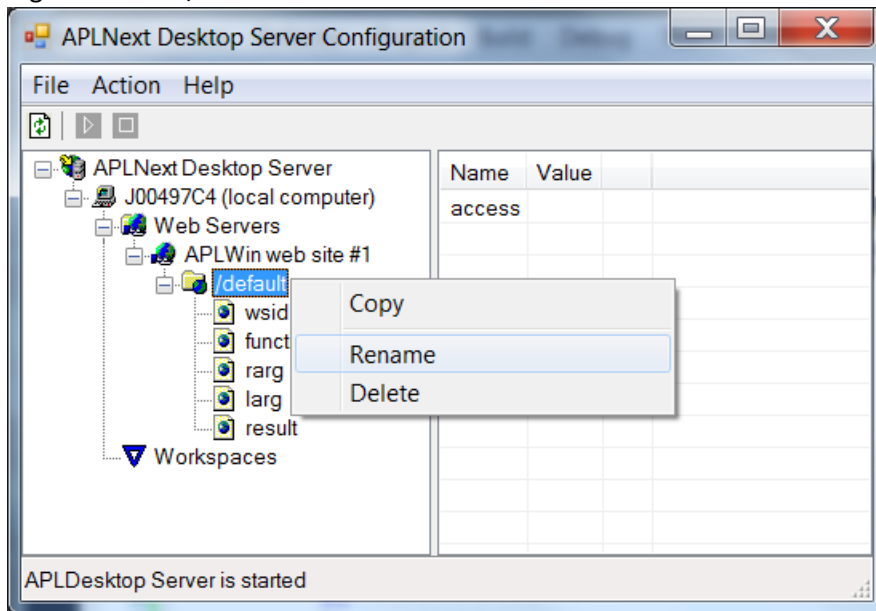 APLNext Desktop Server Configuration
File Action Help
APLNext Desktop Server
J00497C4 (local computer)
Web Servers
APLWin web site #1
/default
wsid
funct
rarg
larg
result
Workspaces
Name Value
access
Copy
Rename
Delete
APLDesktop Server is started